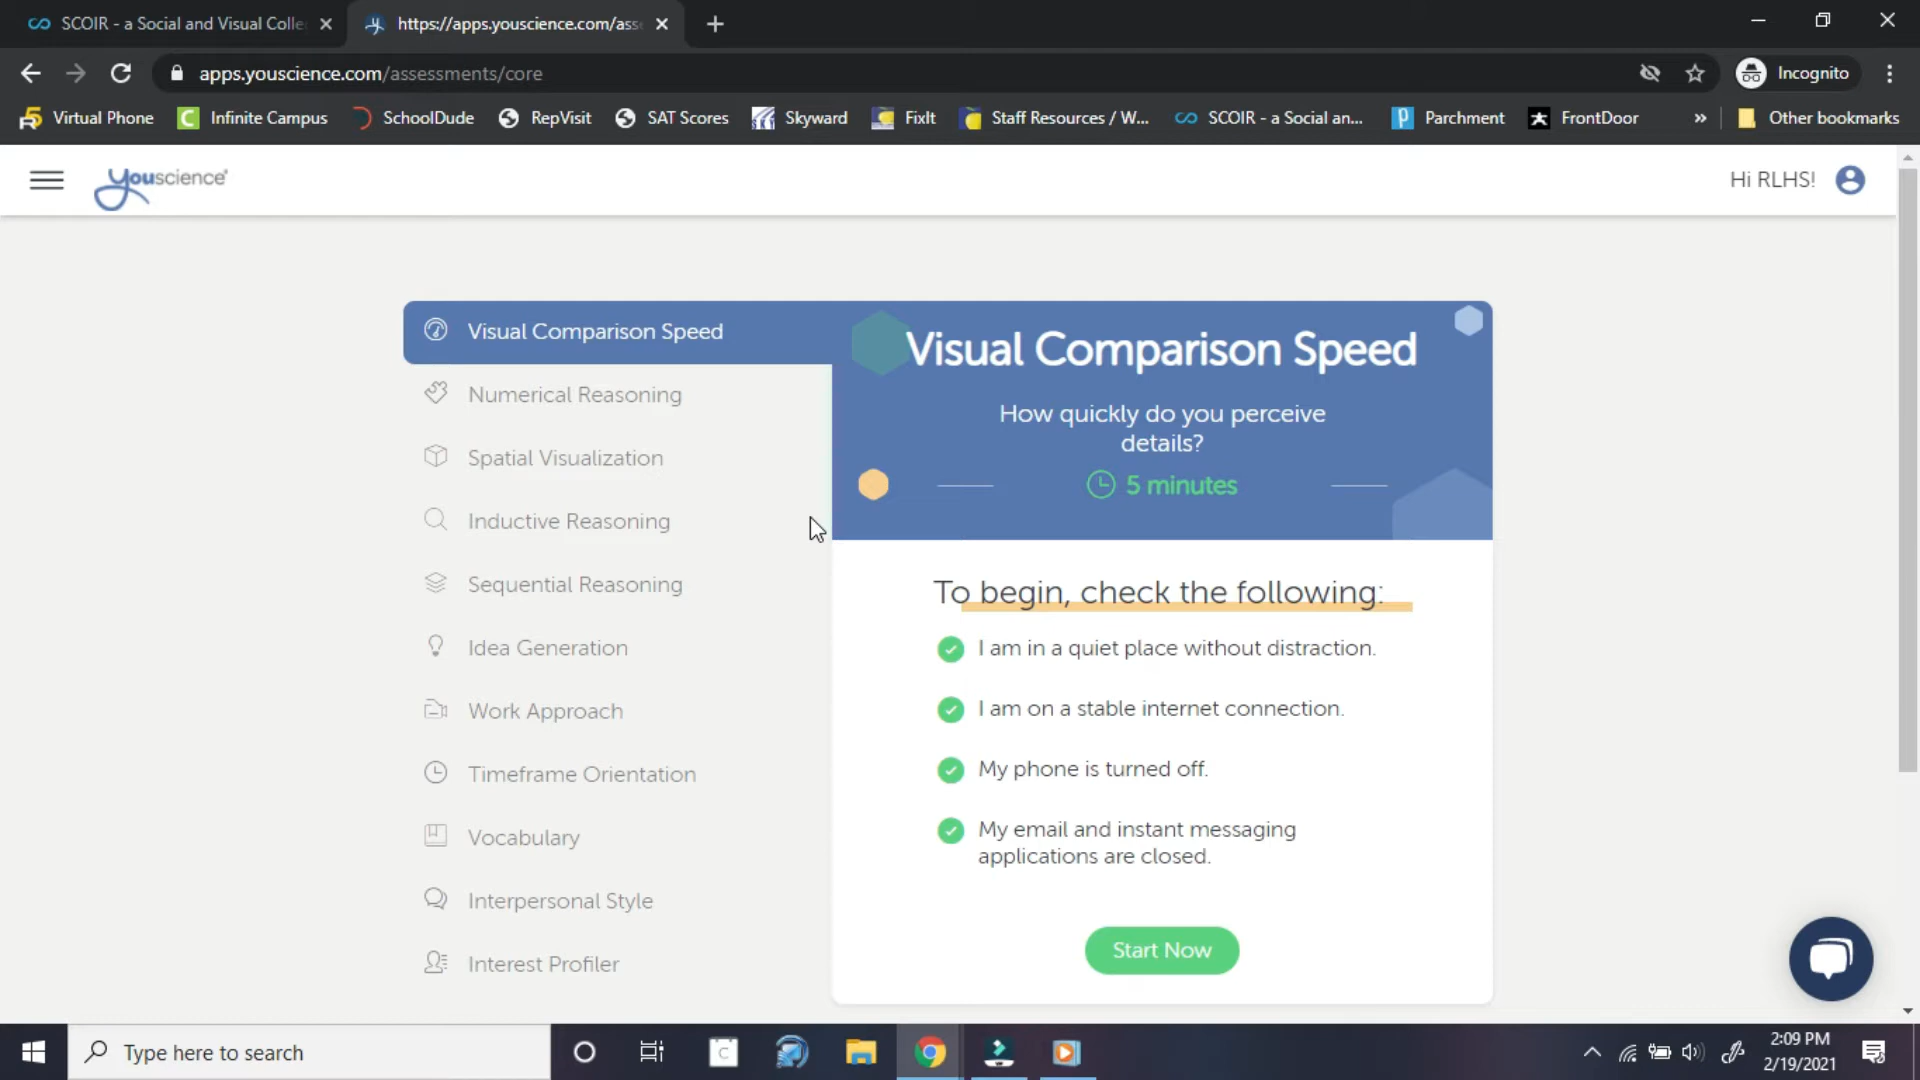 SCOIR - a Social and Visual Colle
https://apps.youscience.com/ass
apps.youscience.com/assessments/core
Incognito
Virtual Phone
Infinite Campus
SchoolDude
RepVisit
SAT Scores
Skyward
FixIt
Staff Resources / W...
SCOIR - a Social an...
Parchment
FrontDoor
»
Other bookmarks
youscience
Hi RLHS!
Visual Comparison Speed
Numerical Reasoning
Spatial Visualization
Inductive Reasoning
Sequential Reasoning
Idea Generation
Work Approach
Timeframe Orientation
Vocabulary
Interpersonal Style
Interest Profiler
Visual Comparison Speed
How quickly do you perceive
details?
5 minutes
To begin, check the following:
I am in a quiet place without distraction.
I am on a stable internet connection.
My phone is turned off.
My email and instant messaging
applications are closed.
Start Now
Type here to search
2:09 PM
2/19/2021